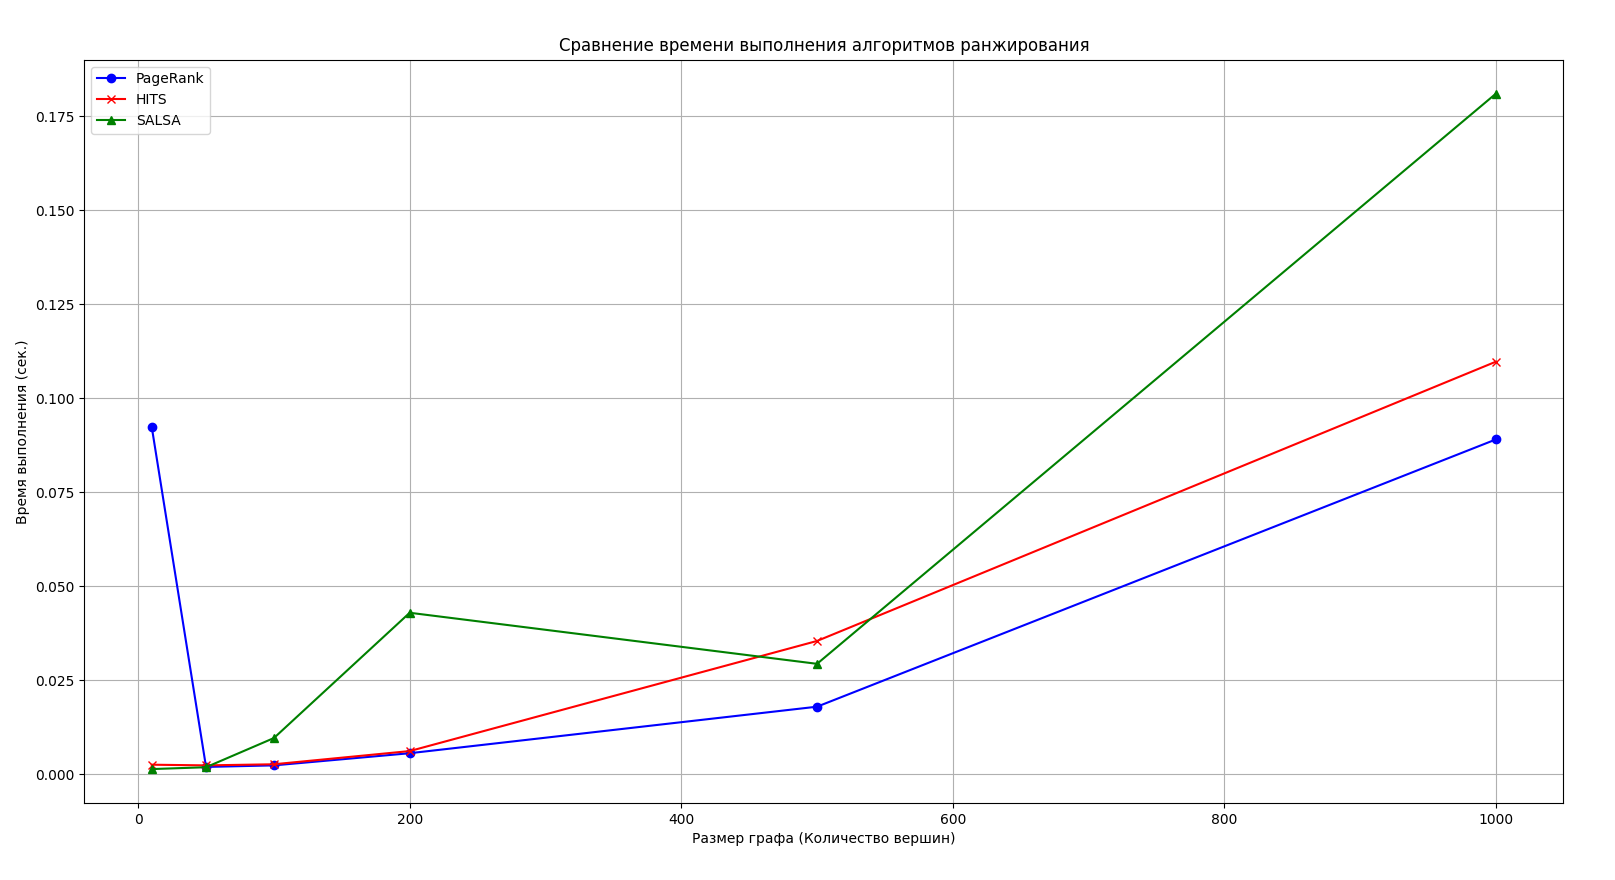 Сравнение времени выполнения алгоритмов ранжирования
PageRank
HITS
SALSA
0.175
0.150
0.125
0.100
0.075
0.050
0.025
0.000
Время выполнения (сек.)
0 200 400 600 800 1000
Размер графа (Количество вершин)